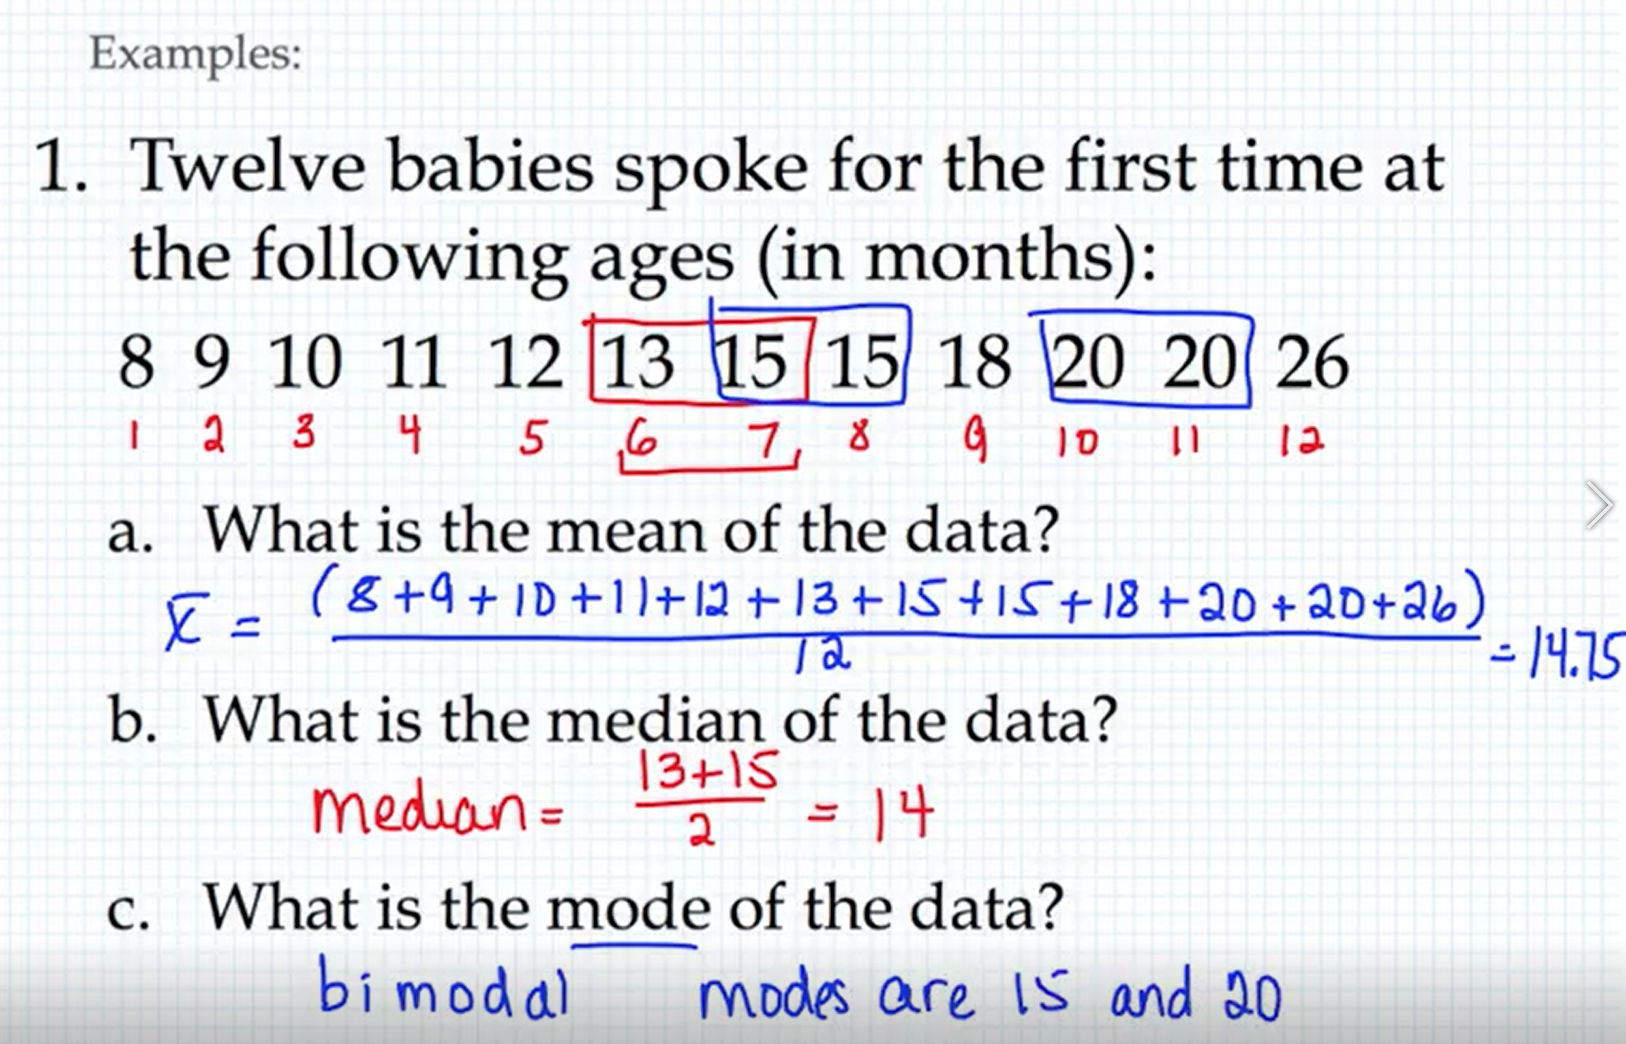 Examples:
1. Twelve babies spoke for the first time at
the following ages (in months):
8 9 10 11 12 13 15 15 18 20 20 26
1 2 3 4 5 6 7 8 9 10 11 12
a. What is the mean of the data?
x̄ = (8+9+10+11+12+13+15+15+18+20+20+26)
12
= 14.75
b. What is the median of the data?
median = 13+15
2
= 14
c. What is the mode of the data?
bimodal modes are 15 and 20